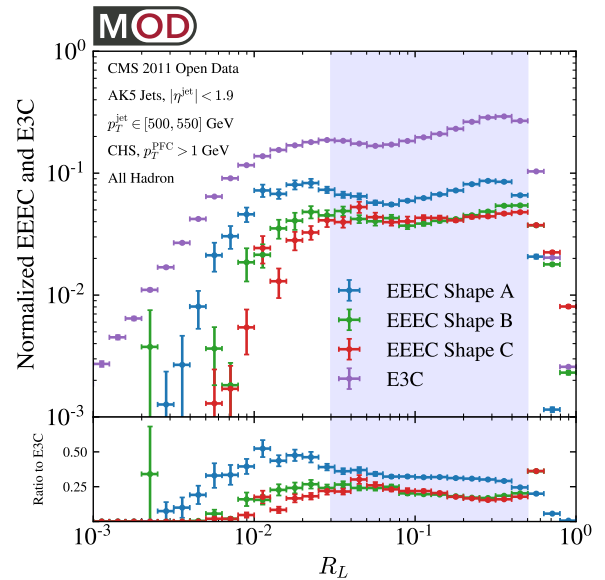 MOD
CMS 2011 Open Data
AK5 Jets, |η^jet| < 1.9
p_T^jet ∈ [500, 550] GeV
CHS, p_T^PFC > 1 GeV
All Hadron
Normalized EEEC and E3C
10^0
10^-1
10^-2
10^-3
EEEC Shape A
EEEC Shape B
EEEC Shape C
E3C
Ratio to E3C
0.50
0.25
10^-3
10^-2
10^-1
10^0
R_L